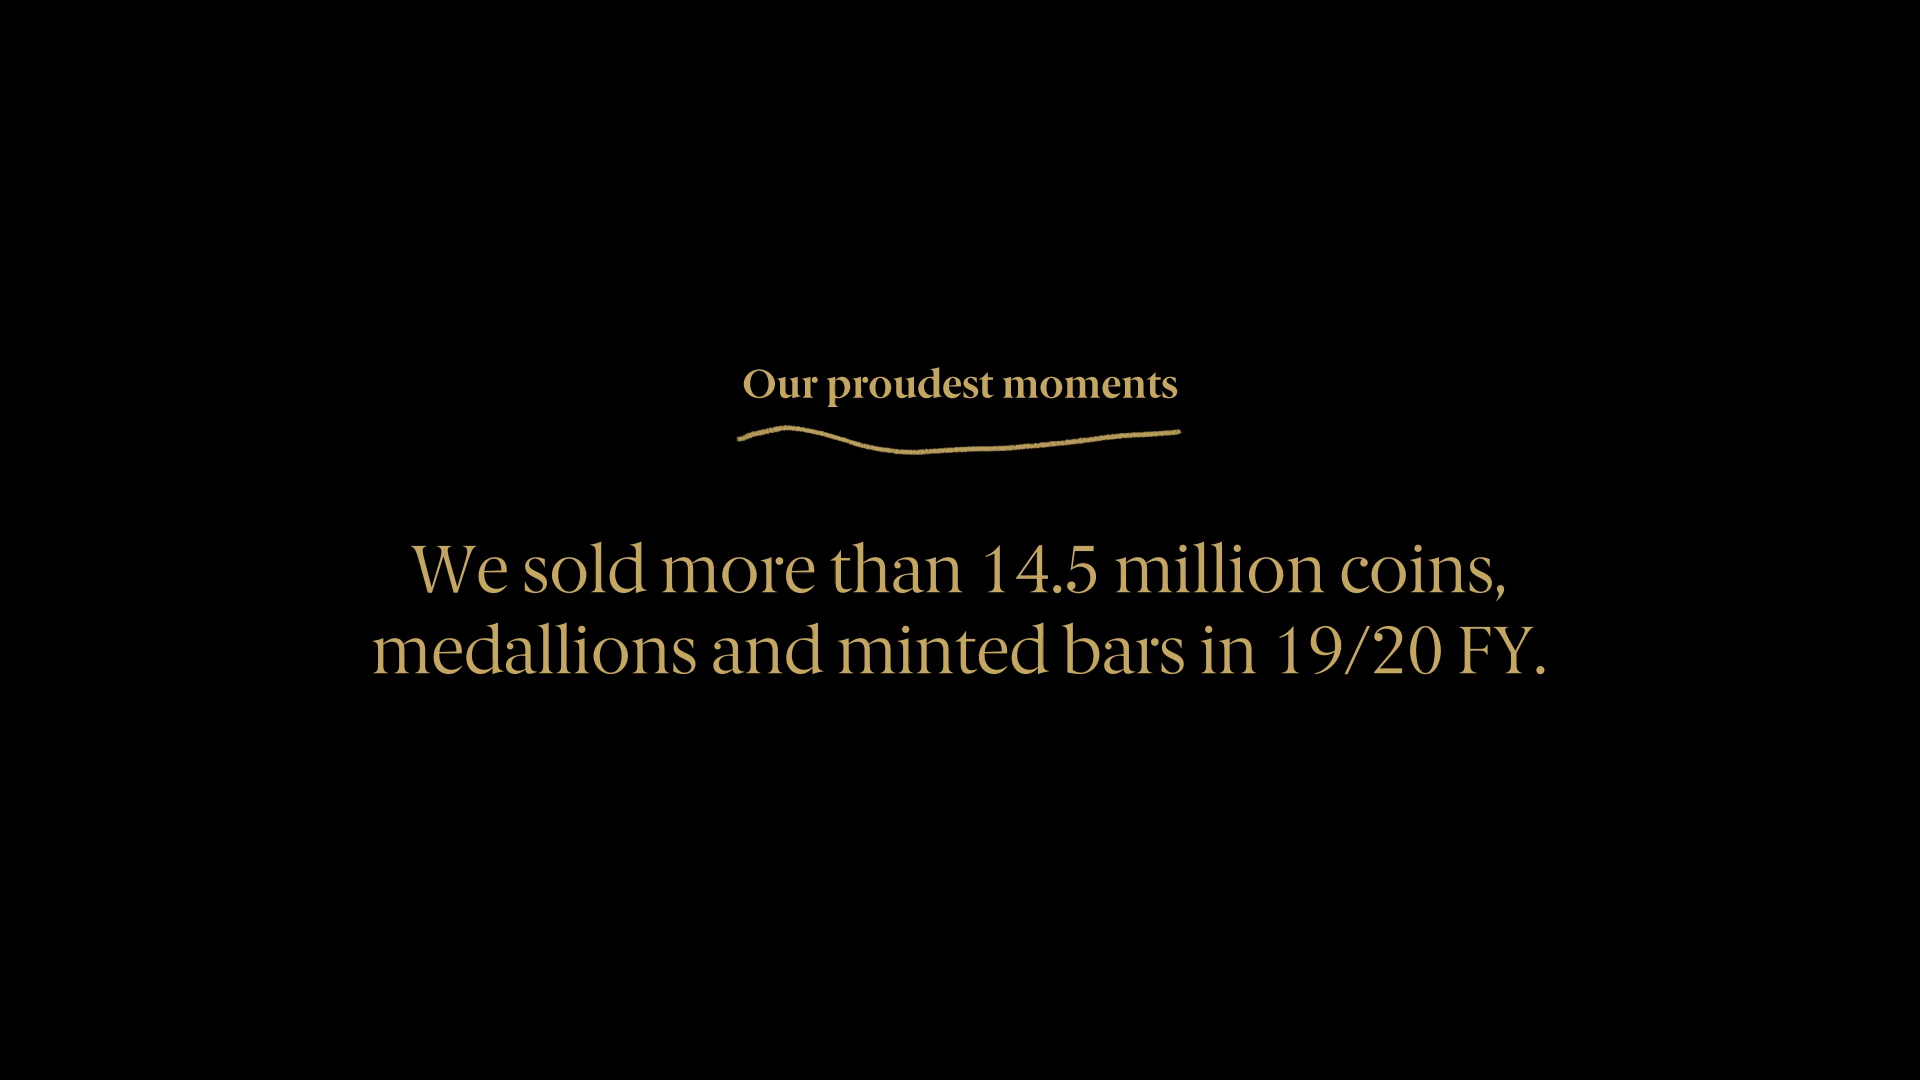 Our proudest moments
We sold more than 14.5 million coins,
medallions and minted bars in 19/20 FY.